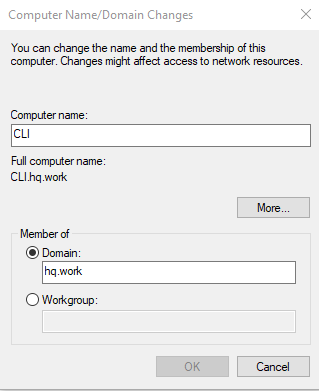 Computer Name/Domain Changes
You can change the name and the membership of this
computer. Changes might affect access to network resources.
Computer name:
CLI
Full computer name:
CLI.hq.work
More...
Member of
Domain:
hq.work
Workgroup:
OK
Cancel